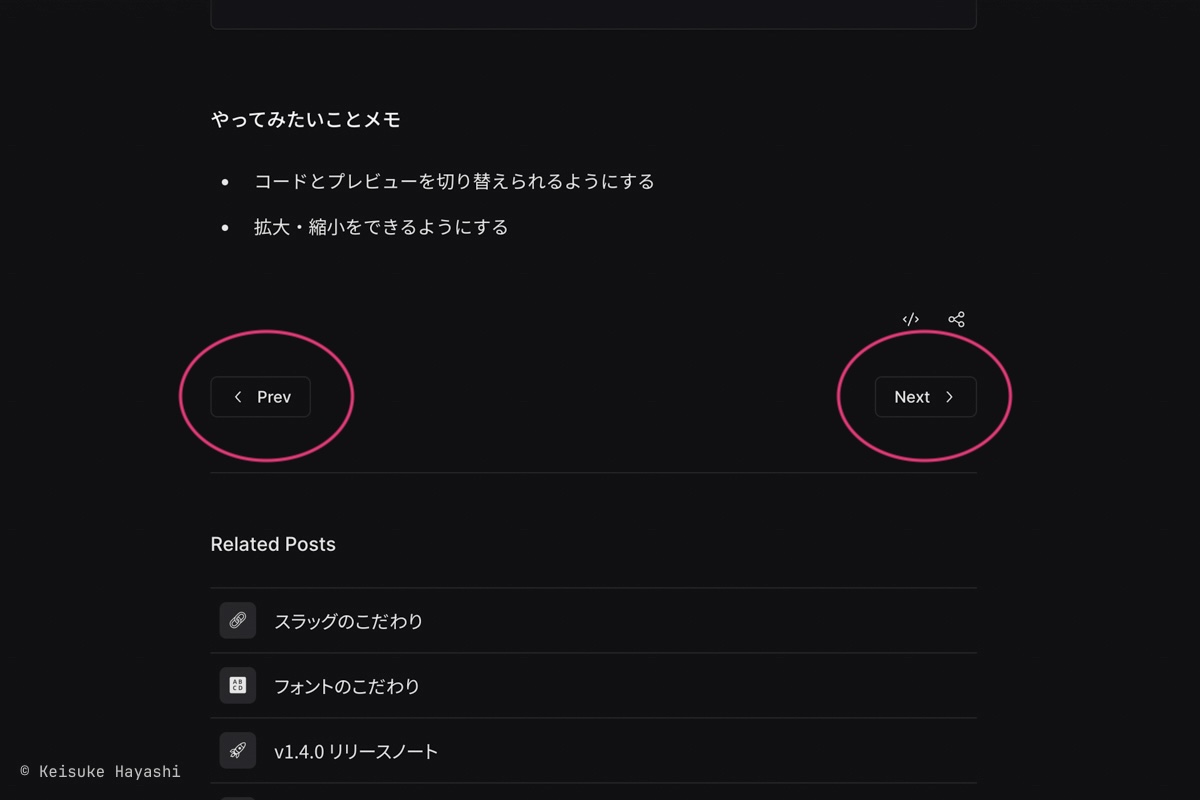 やってみたいことメモ
コードとプレビューを切り替えられるようにする
拡大・縮小をできるようにする
Prev
Next
Related Posts
スラッグのこだわり
AB
CD
フォントのこだわり
v1.4.0 リリースノート
© Keisuke Hayashi